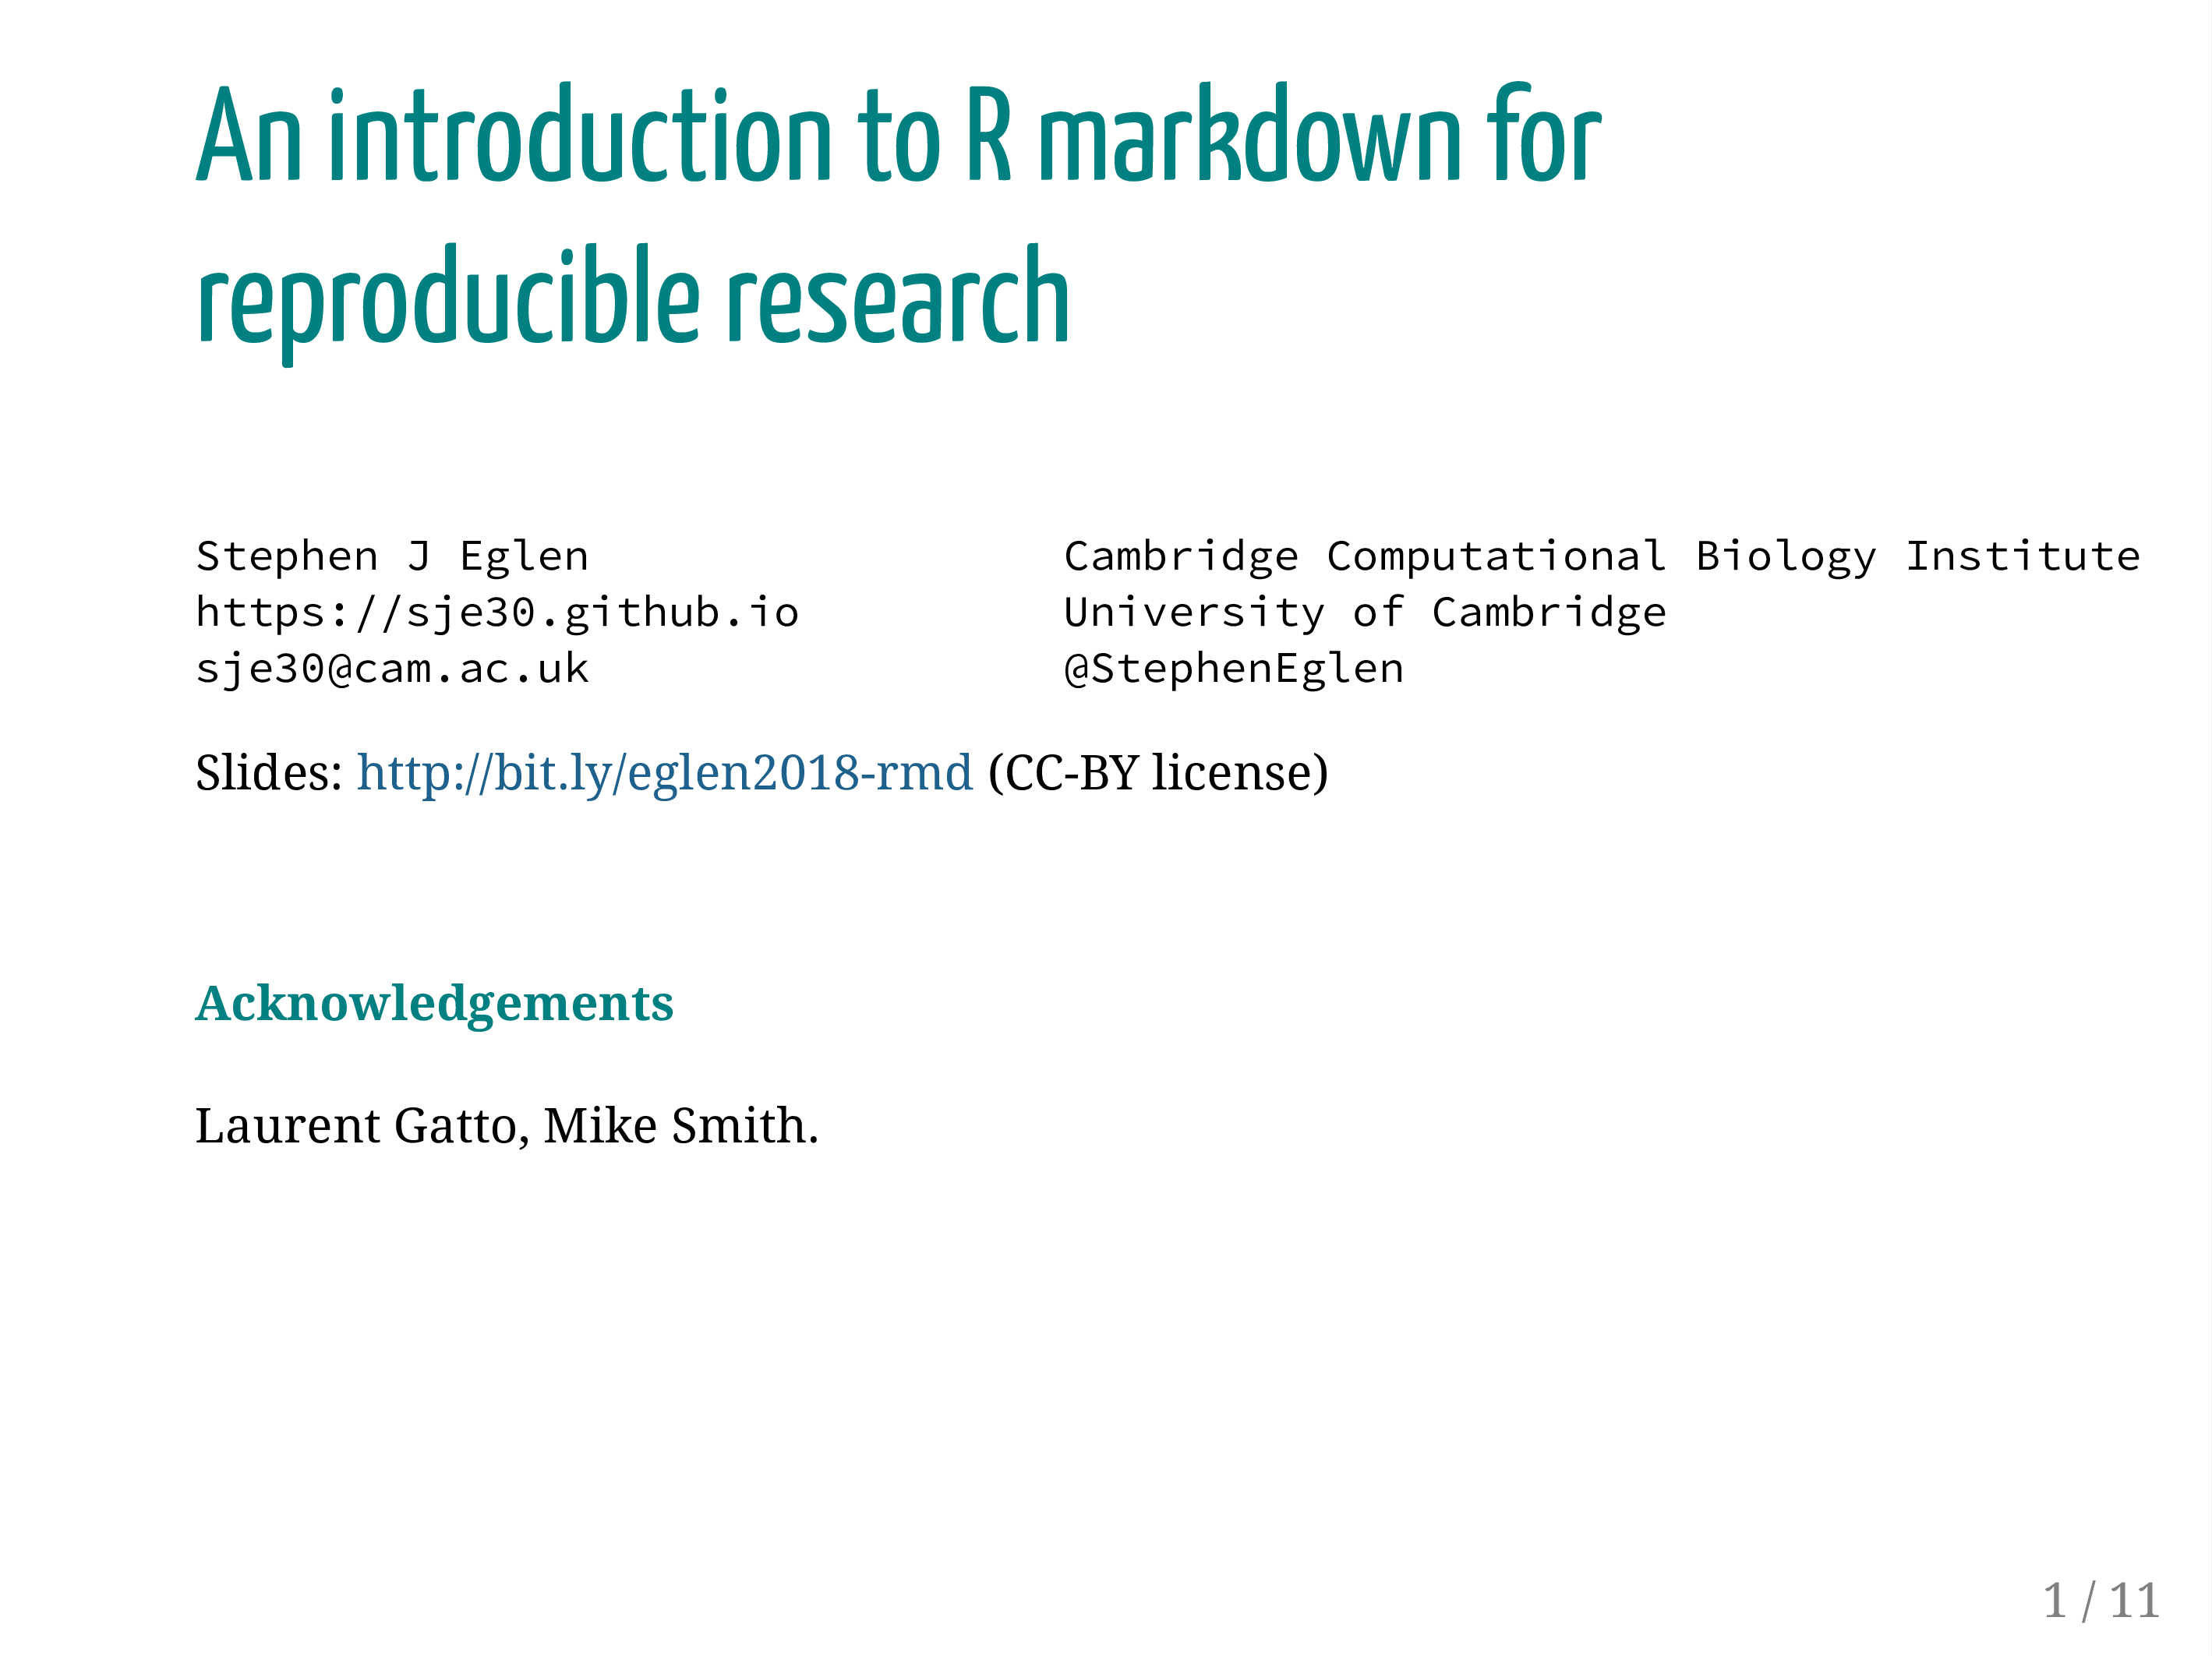 An introduction to R markdown for
reproducible research
Stephen J Eglen Cambridge Computational Biology Institute
https://sje30.github.io University of Cambridge
sje30@cam.ac.uk @StephenEglen
Slides: http://bit.ly/eglen2018-rmd (CC-BY license)
Acknowledgements
Laurent Gatto, Mike Smith.
1 / 11